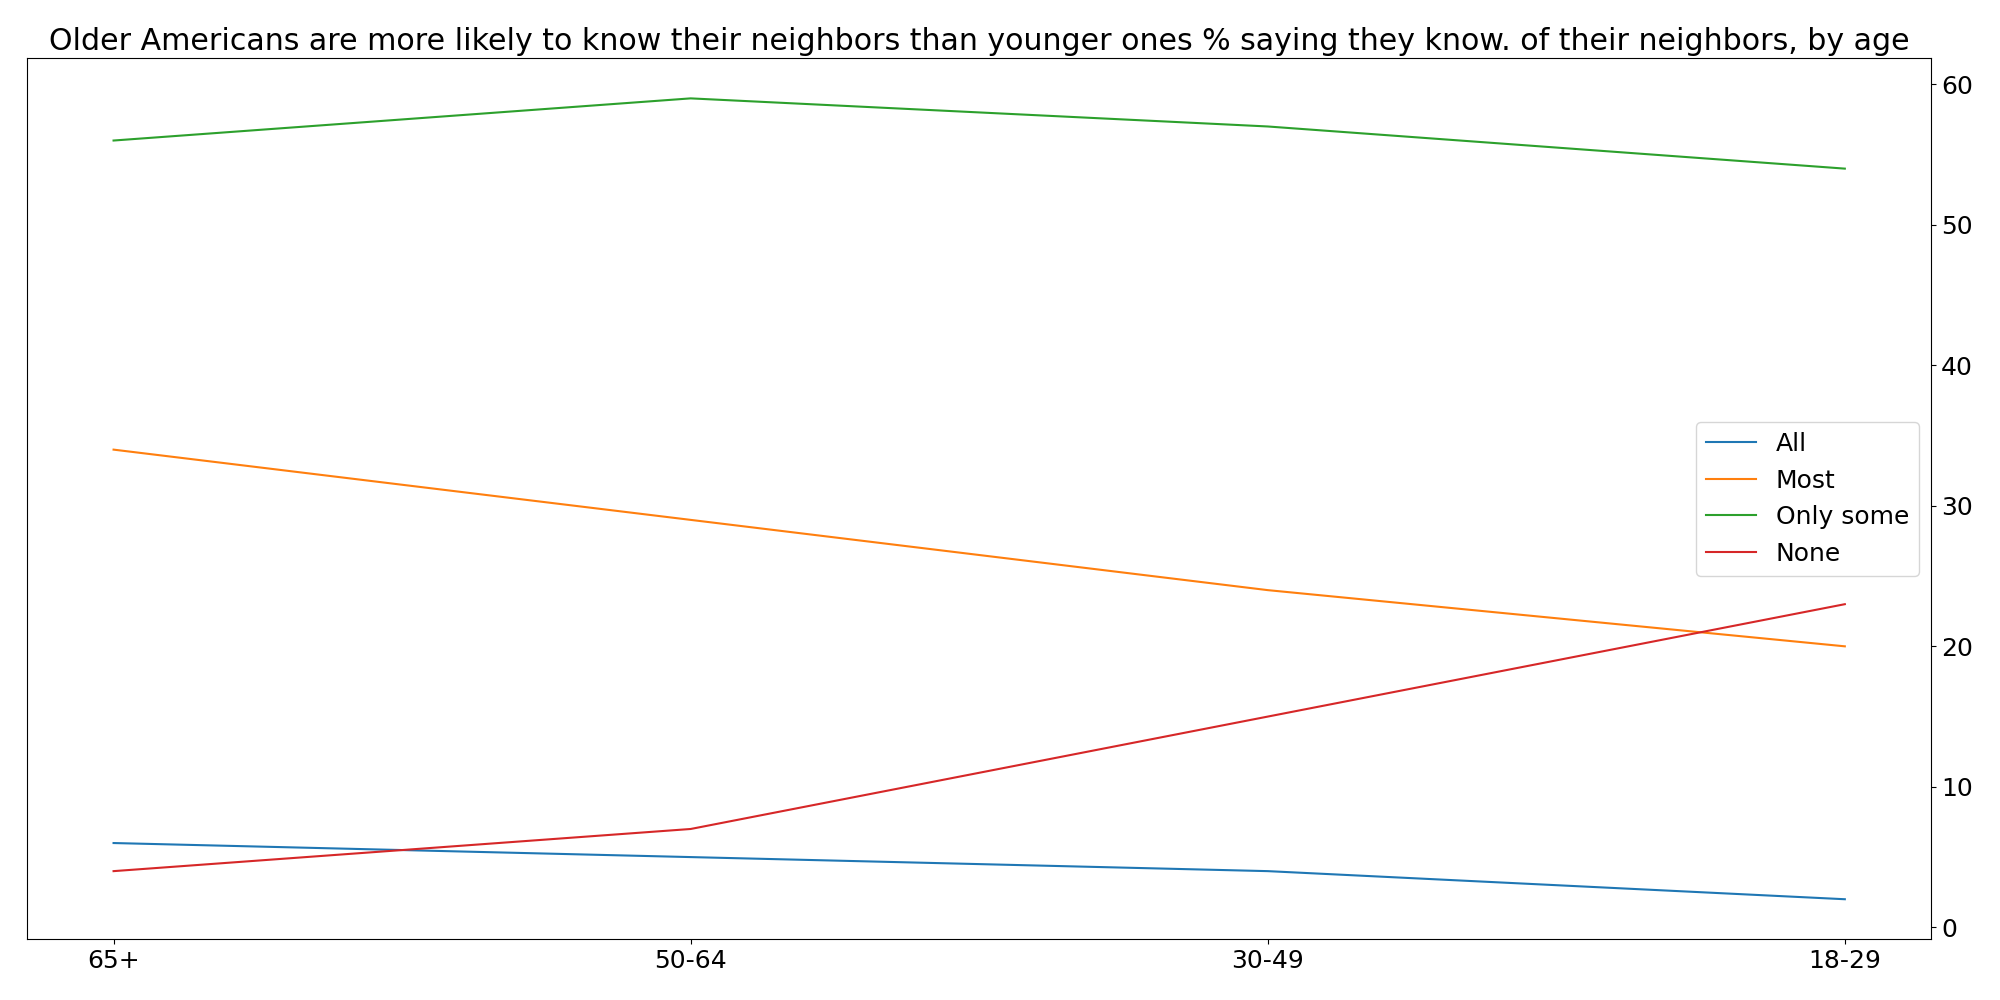 Older Americans are more likely to know their neighbors than younger ones % saying they know. of their neighbors, by age
60
50
40
30
20
10
0
All
Most
Only some
None
65+ 50-64 30-49 18-29